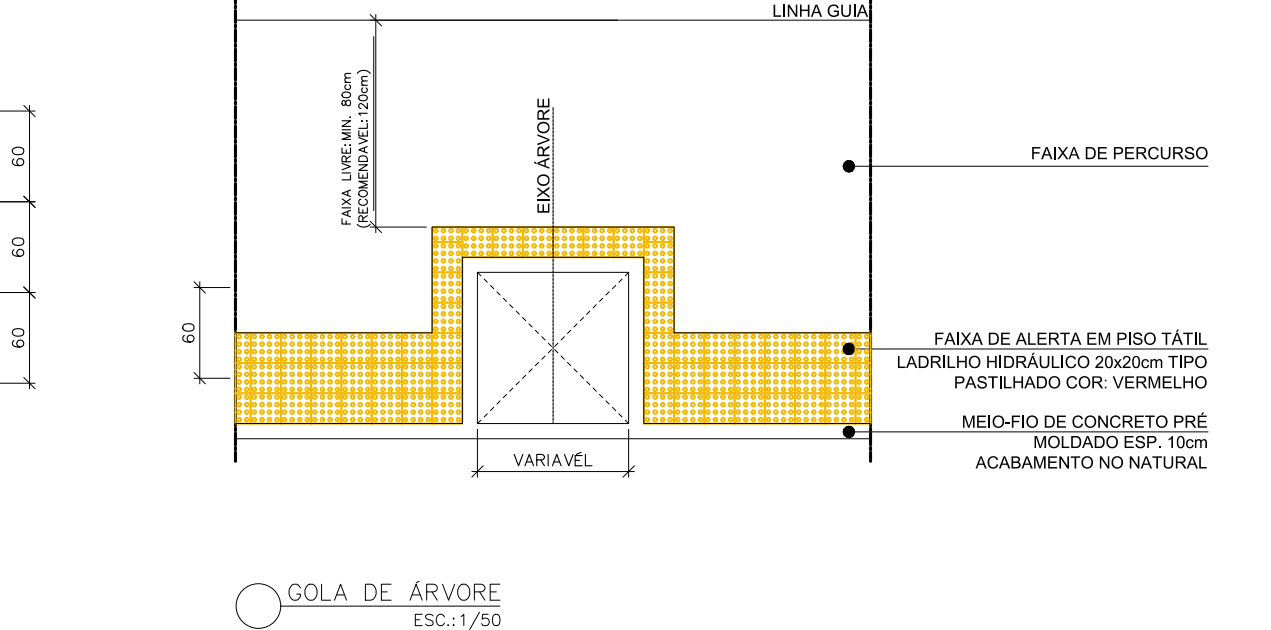 LINHA GUIA
FAIXA LIVRE: MIN. 80cm
(RECOMENDAVEL: 120cm)
EIXO ÁRVORE
FAIXA DE PERCURSO
60
60
60
60
FAIXA DE ALERTA EM PISO TÁTIL
LADRILHO HIDRÁULICO 20x20cm TIPO
PASTILHADO COR: VERMELHO
MEIO-FIO DE CONCRETO PRÉ
MOLDADO ESP. 10cm
ACABAMENTO NO NATURAL
VARIAVÉL
GOLA DE ÁRVORE
ESC.: 1/50